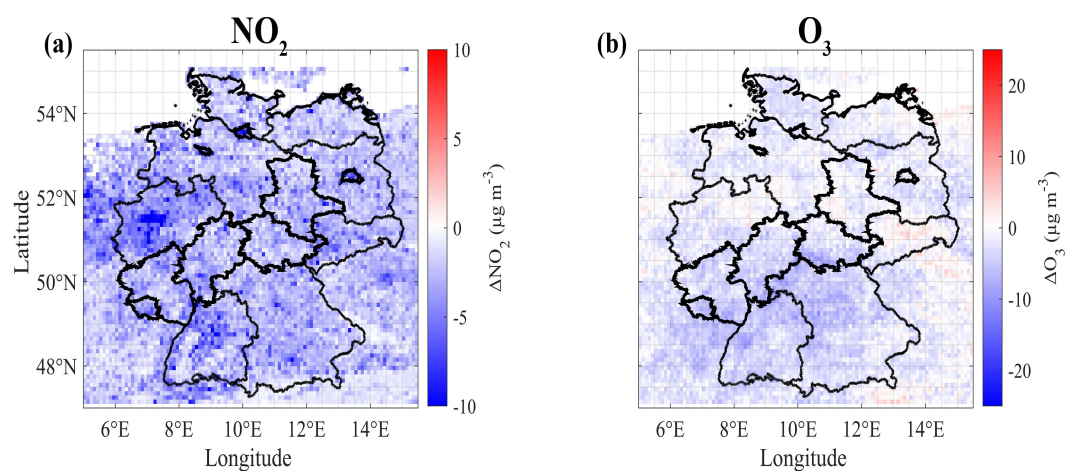 (a)
NO2
10
5
0
-5
-10
ΔNO2 (µg m−3)
54°N
52°N
50°N
48°N
Latitude
6°E 8°E 10°E 12°E 14°E
Longitude
(b)
O3
20
10
0
-10
-20
ΔO3 (µg m−3)
6°E 8°E 10°E 12°E 14°E
Longitude